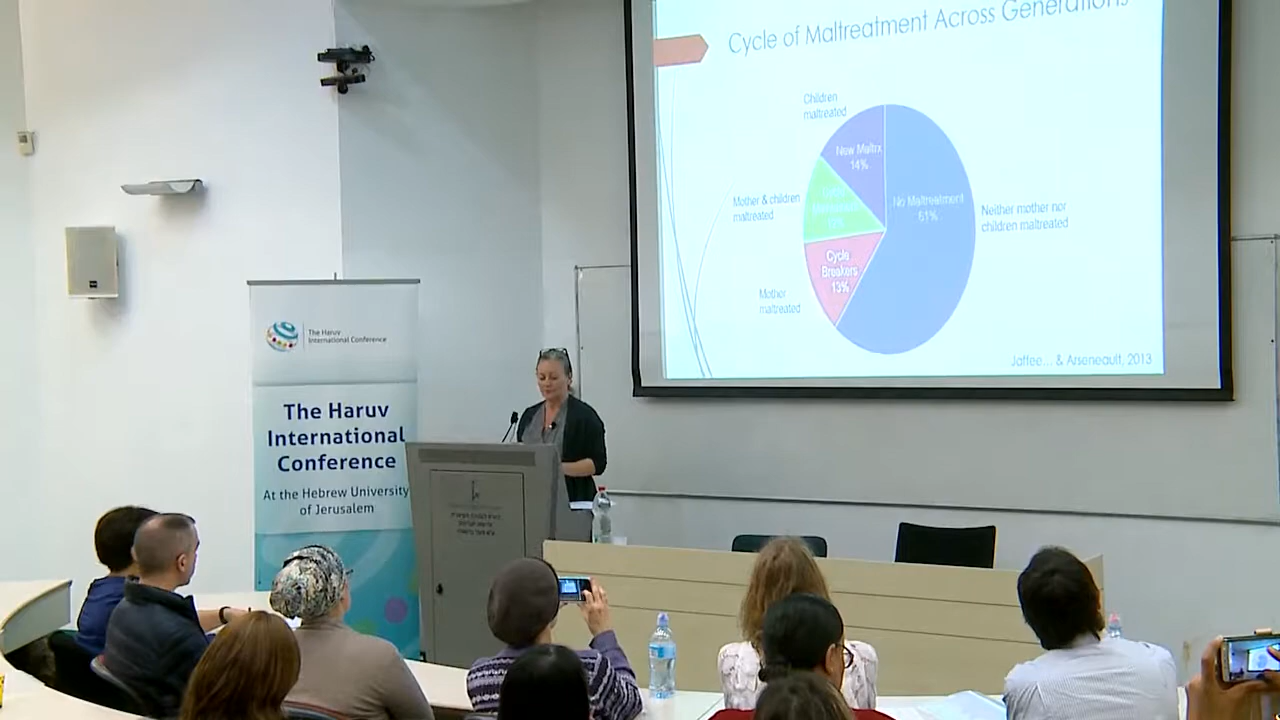 Cycle of Maltreatment Across Generations
Children
maltreated
New Maltrx
14%
Mother & children
maltreated
No Maltreatment
61%
Neither mother nor
children maltreated
Cycle
Breakers
13%
Mother
maltreated
Jaffee... & Arseneault, 2013
The Haruv
International Conference
The Haruv
International
Conference
At the Hebrew University
of Jerusalem